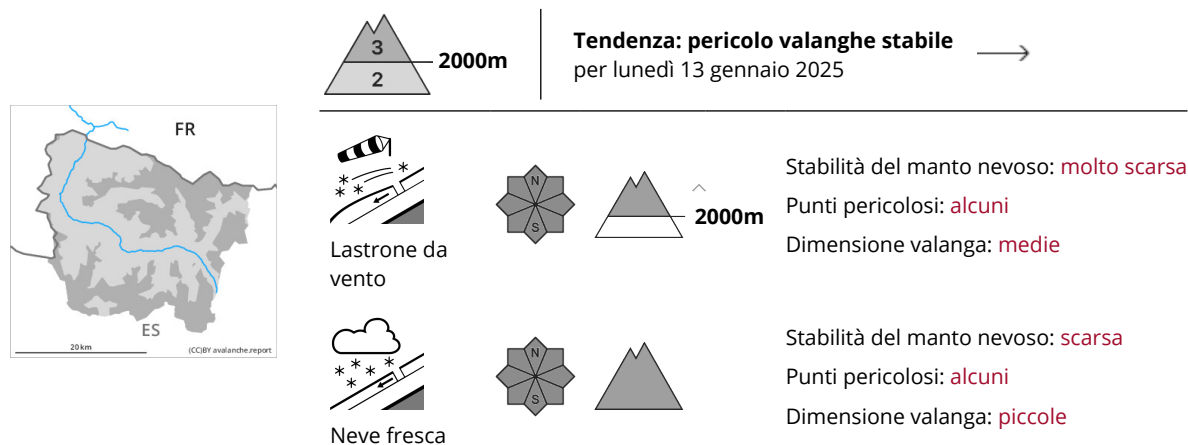 3
2000m
2
Tendenza: pericolo valanghe stabile
per lunedì 13 gennaio 2025
FR
ES
20 km
(CC)BY avalanche.report
Lastrone da
vento
N
S
2000m
Stabilità del manto nevoso: molto scarsa
Punti pericolosi: alcuni
Dimensione valanga: medie
Neve fresca
N
S
Stabilità del manto nevoso: scarsa
Punti pericolosi: alcuni
Dimensione valanga: piccole